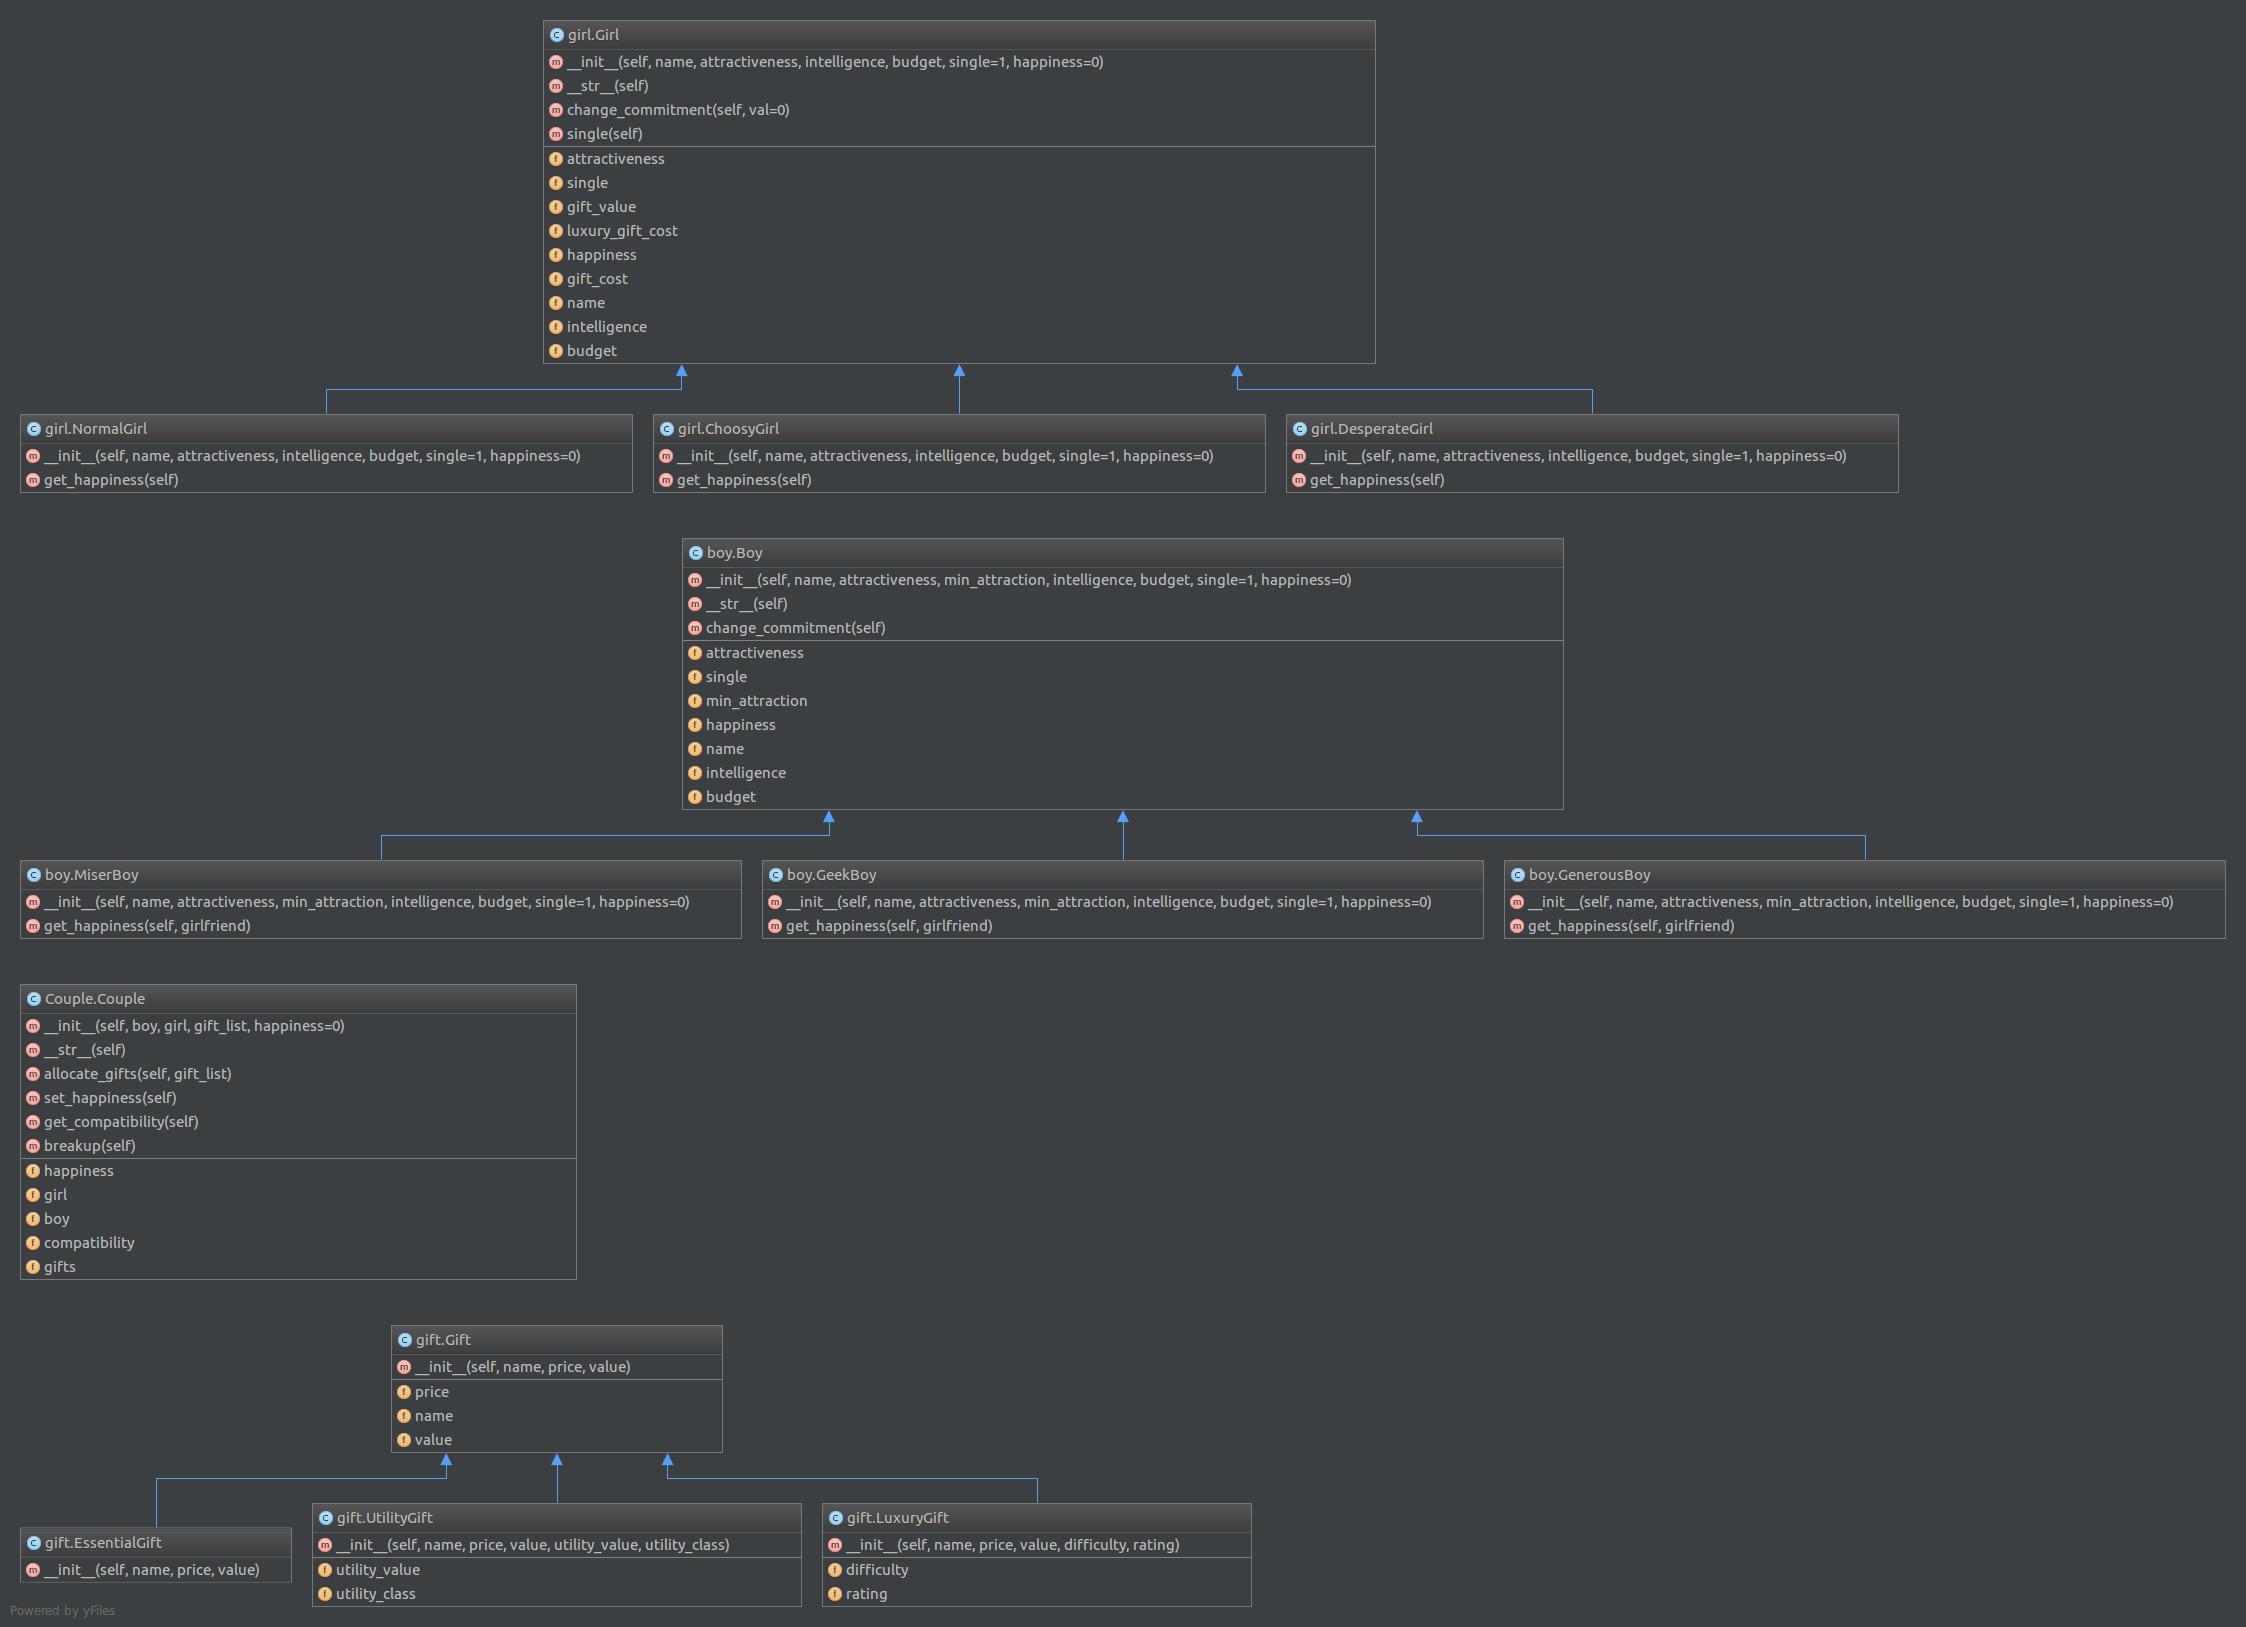 girl.Girl
__init__(self, name, attractiveness, intelligence, budget, single=1, happiness=0)
__str__(self)
change_commitment(self, val=0)
single(self)
attractiveness
single
gift_value
luxury_gift_cost
happiness
gift_cost
name
intelligence
budget
girl.NormalGirl
__init__(self, name, attractiveness, intelligence, budget, single=1, happiness=0)
get_happiness(self)
girl.ChoosyGirl
__init__(self, name, attractiveness, intelligence, budget, single=1, happiness=0)
get_happiness(self)
girl.DesperateGirl
__init__(self, name, attractiveness, intelligence, budget, single=1, happiness=0)
get_happiness(self)
boy.Boy
__init__(self, name, attractiveness, min_attraction, intelligence, budget, single=1, happiness=0)
__str__(self)
change_commitment(self)
attractiveness
single
min_attraction
happiness
name
intelligence
budget
boy.MiserBoy
__init__(self, name, attractiveness, min_attraction, intelligence, budget, single=1, happiness=0)
get_happiness(self, girlfriend)
boy.GeekBoy
__init__(self, name, attractiveness, min_attraction, intelligence, budget, single=1, happiness=0)
get_happiness(self, girlfriend)
boy.GenerousBoy
__init__(self, name, attractiveness, min_attraction, intelligence, budget, single=1, happiness=0)
get_happiness(self, girlfriend)
Couple.Couple
__init__(self, boy, girl, gift_list, happiness=0)
__str__(self)
allocate_gifts(self, gift_list)
set_happiness(self)
get_compatibility(self)
breakup(self)
happiness
girl
boy
compatibility
gifts
gift.Gift
__init__(self, name, price, value)
price
name
value
gift.EssentialGift
__init__(self, name, price, value)
gift.UtilityGift
__init__(self, name, price, value, utility_value, utility_class)
utility_value
utility_class
gift.LuxuryGift
__init__(self, name, price, value, difficulty, rating)
difficulty
rating
Powered by yFiles